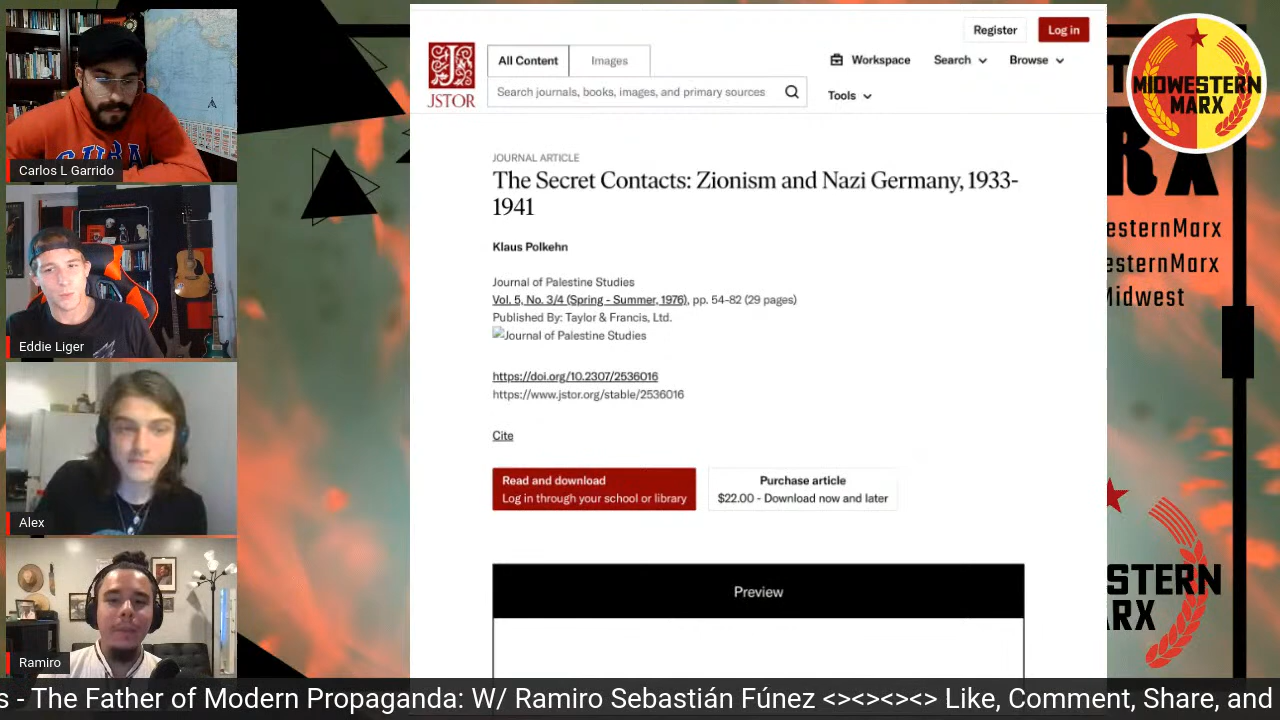 CUBA
Carlos L Garrido
Eddie Liger
Alex
Ramiro
Register
Log in
JSTOR
All Content
Images
Workspace
Search
Browse
Search journals, books, images, and primary sources
Tools
JOURNAL ARTICLE
The Secret Contacts: Zionism and Nazi Germany, 1933-
1941
Klaus Polkehn
Journal of Palestine Studies
Vol. 5, No. 3/4 (Spring - Summer, 1976), pp. 54-82 (29 pages)
Published By: Taylor & Francis, Ltd.
Journal of Palestine Studies
https://doi.org/10.2307/2536016
https://www.jstor.org/stable/2536016
Cite
Read and download
Log in through your school or library
Purchase article
$22.00 - Download now and later
Preview
MIDWESTERN
MARX
esternMarx
esternMarx
Midwest
STERN
RX
s - The Father of Modern Propaganda: W/ Ramiro Sebastián Fúnez <><><><> Like, Comment, Share, and